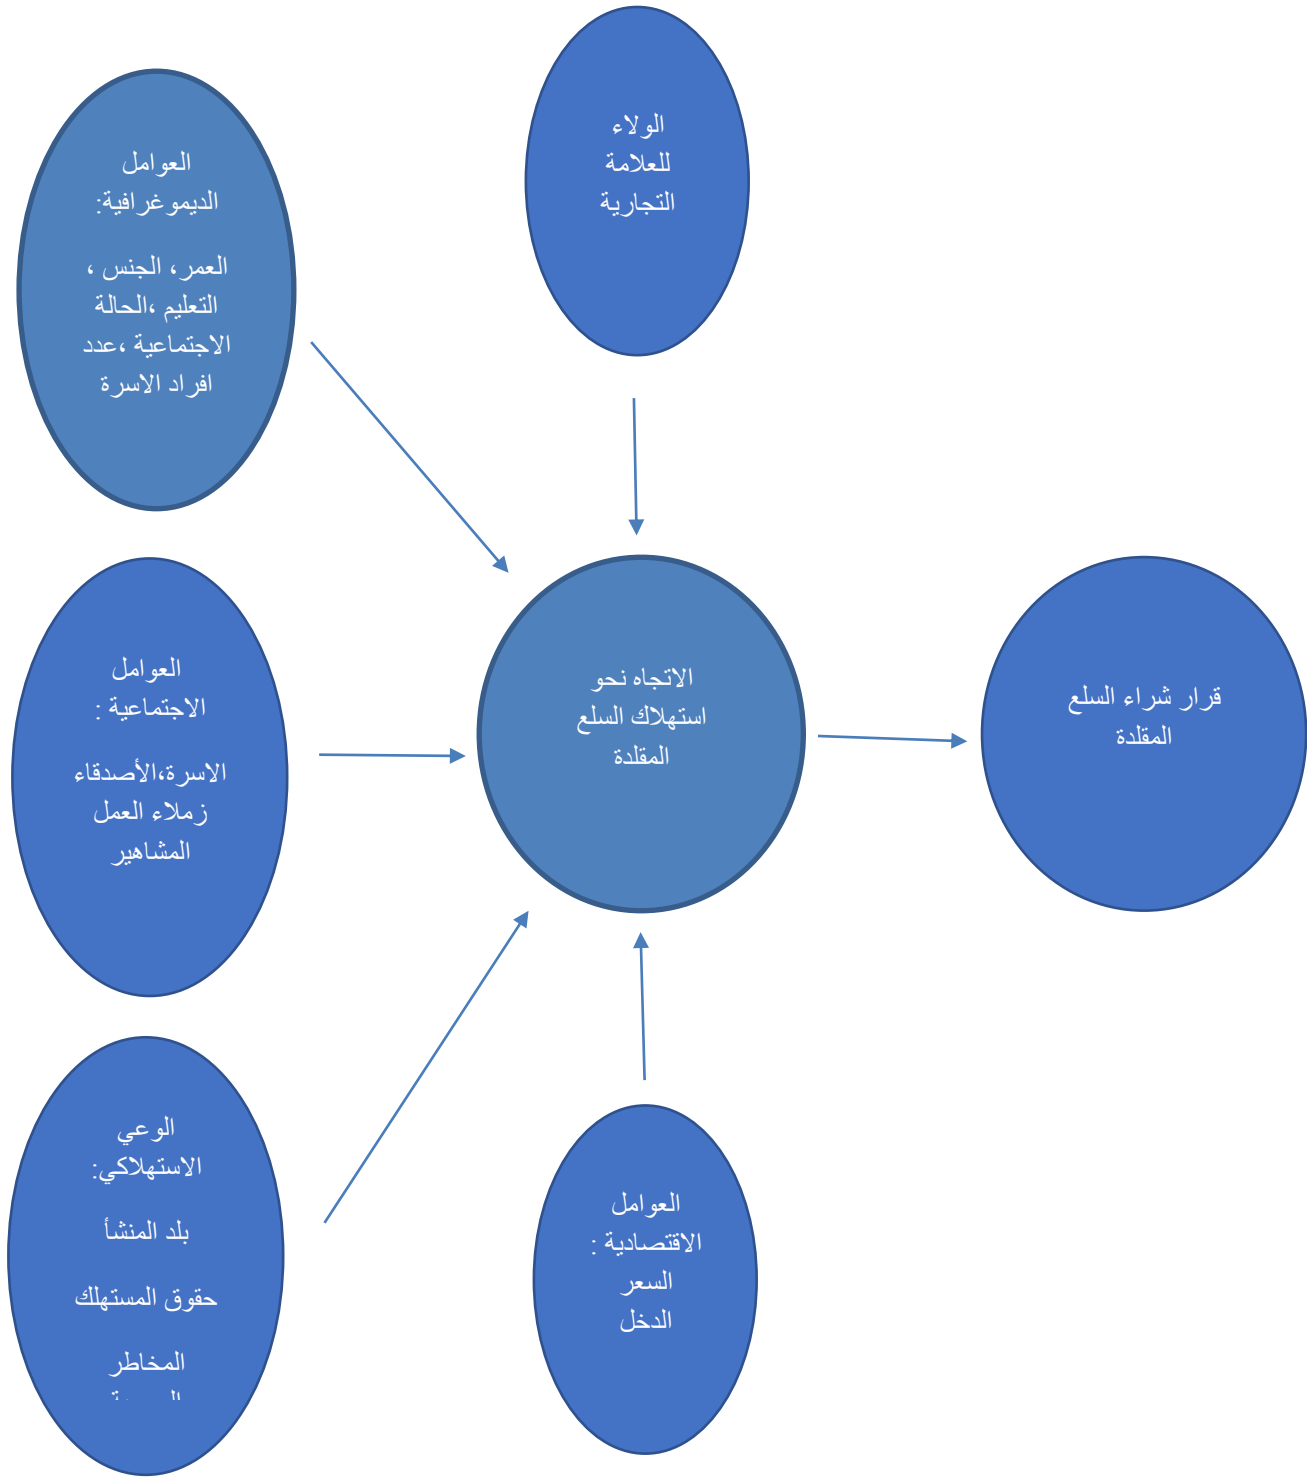 الولاء
للعلامة
التجارية
العوامل
الديموغرافية:
العمر، الجنس ،
التعليم ،الحالة
الاجتماعية ،عدد
افراد الاسرة
الاتجاه نحو
استهلاك السلع
المقلدة
قرار شراء السلع
المقلدة
العوامل
الاجتماعية :
الاسرة،الأصدقاء
زملاء العمل
المشاهير
الوعي
الاستهلاكي:
بلد المنشأ
حقوق المستهلك
المخاطر
العوامل
الاقتصادية :
السعر
الدخل